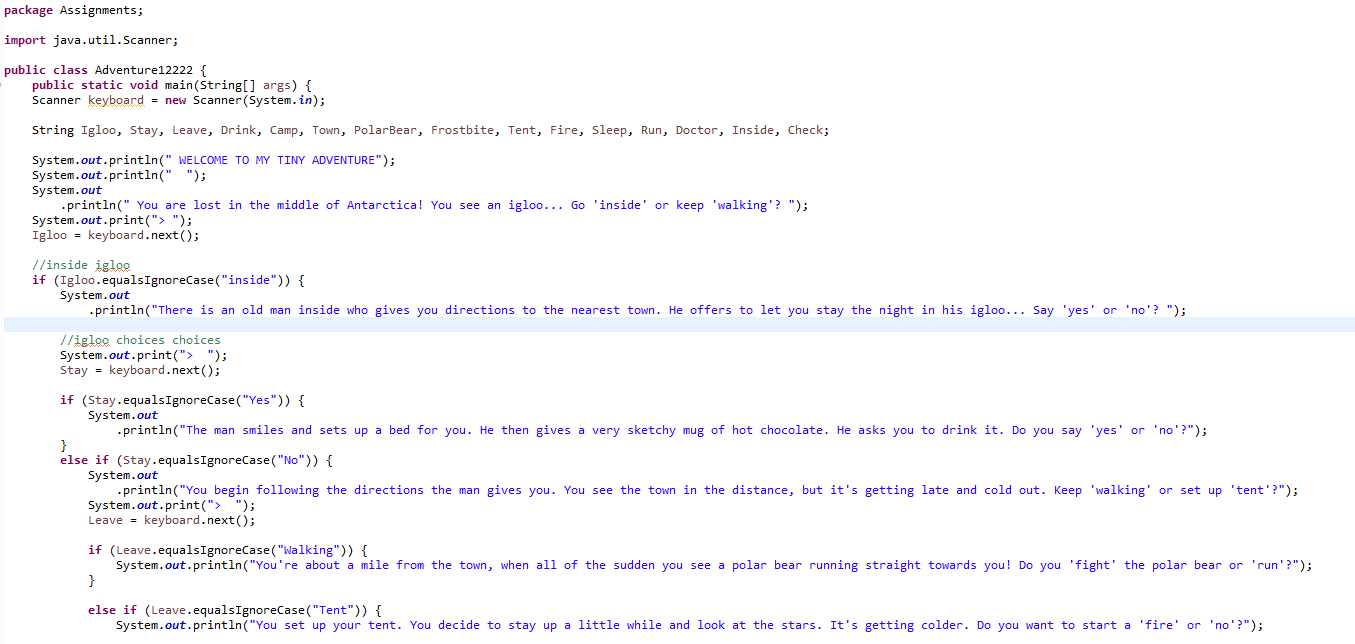 package Assignments;
import java.util.Scanner;
public class Adventure12222 {
public static void main(String[] args) {
Scanner keyboard = new Scanner(System.in);
String Igloo, Stay, Leave, Drink, Camp, Town, PolarBear, Frostbite, Tent, Fire, Sleep, Run, Doctor, Inside, Check;
System.out.println(" WELCOME TO MY TINY ADVENTURE");
System.out.println("  ");
System.out
.println(" You are lost in the middle of Antarctica! You see an igloo... Go 'inside' or keep 'walking'? ");
System.out.print("> ");
Igloo = keyboard.next();
//inside igloo
if (Igloo.equalsIgnoreCase("inside")) {
System.out
.println("There is an old man inside who gives you directions to the nearest town. He offers to let you stay the night in his igloo... Say 'yes' or 'no'? ");
//igloo choices choices
System.out.print(">  ");
Stay = keyboard.next();
if (Stay.equalsIgnoreCase("Yes")) {
System.out
.println("The man smiles and sets up a bed for you. He then gives a very sketchy mug of hot chocolate. He asks you to drink it. Do you say 'yes' or 'no'?");
}
else if (Stay.equalsIgnoreCase("No")) {
System.out
.println("You begin following the directions the man gives you. You see the town in the distance, but it's getting late and cold out. Keep 'walking' or set up 'tent'?");
System.out.print(">  ");
Leave = keyboard.next();
if (Leave.equalsIgnoreCase("Walking")) {
System.out.println("You're about a mile from the town, when all of the sudden you see a polar bear running straight towards you! Do you 'fight' the polar bear or 'run'?");
}
else if (Leave.equalsIgnoreCase("Tent")) {
System.out.println("You set up your tent. You decide to stay up a little while and look at the stars. It's getting colder. Do you want to start a 'fire' or 'no'?");